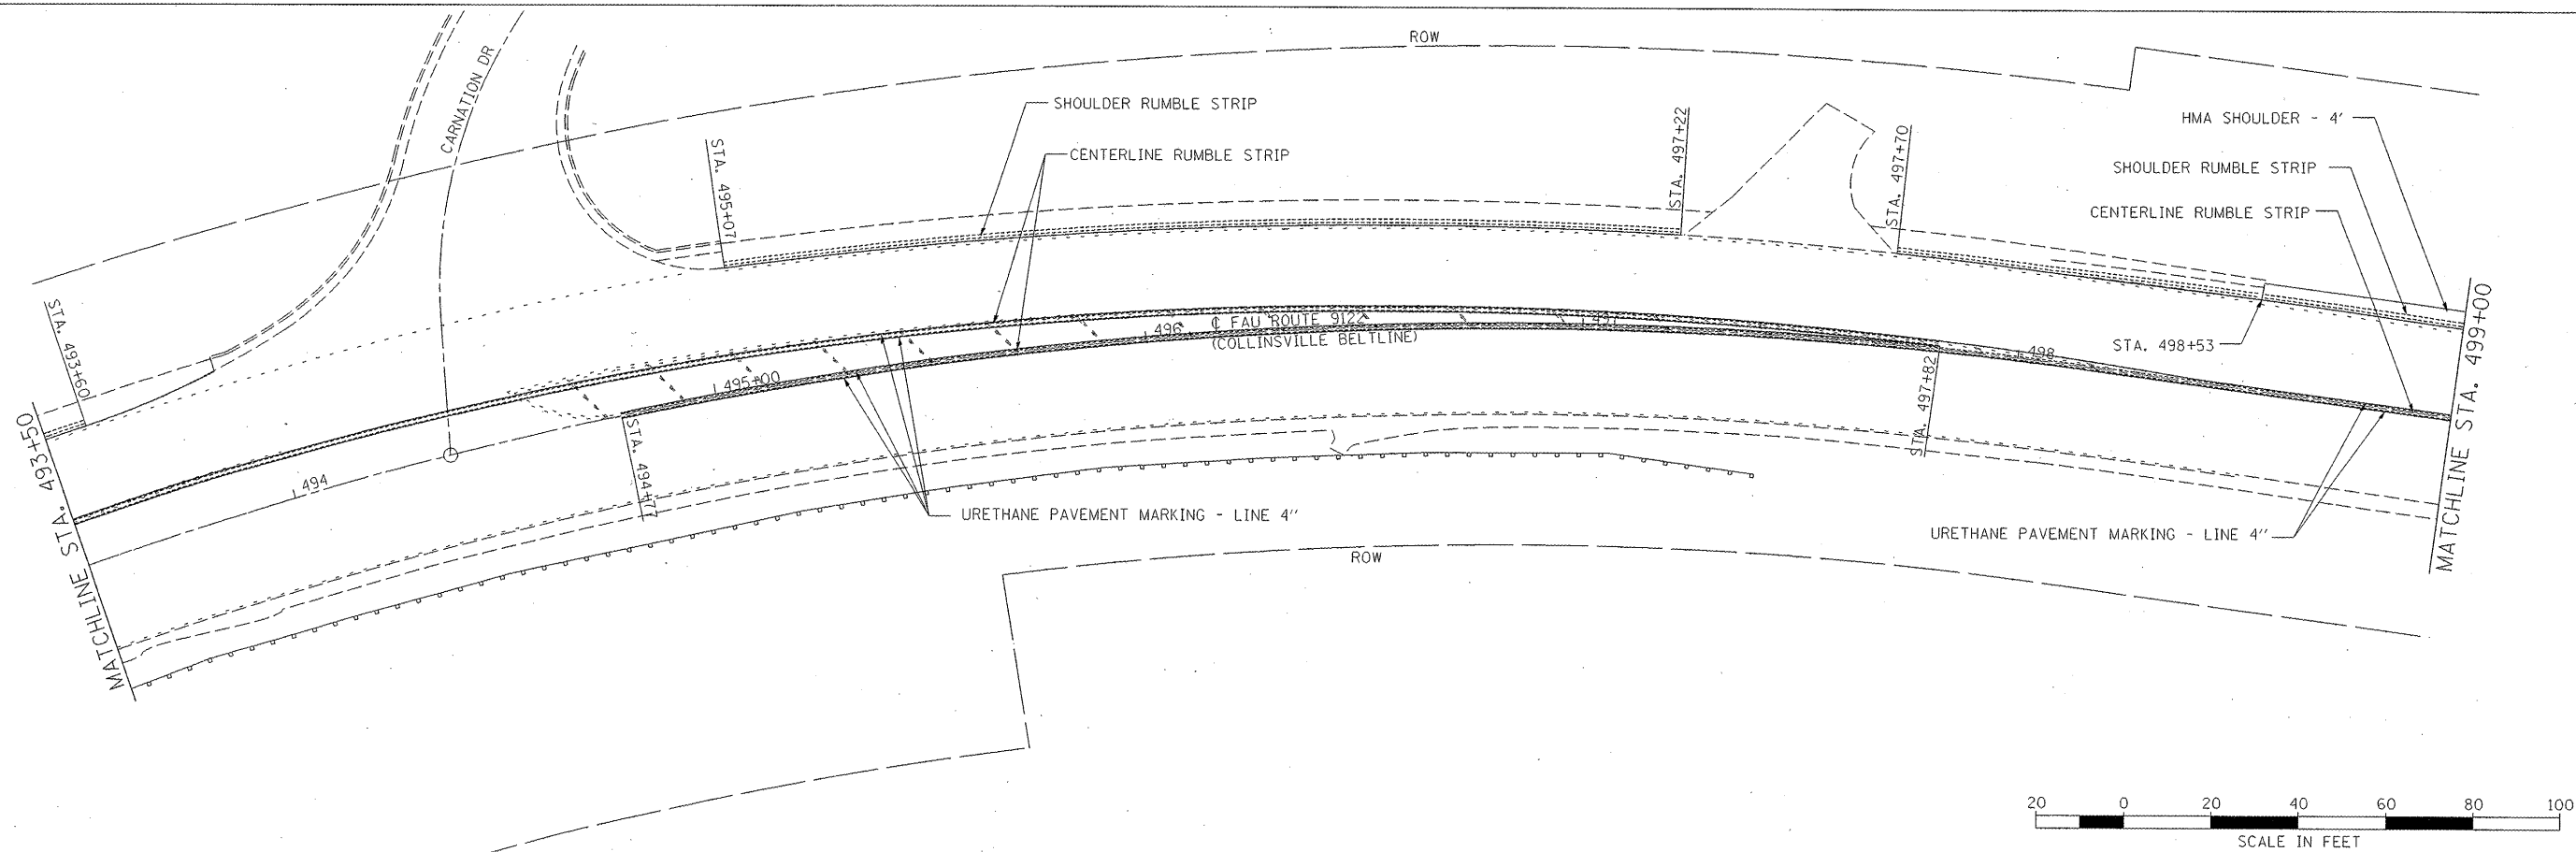 ROW
CARNATION DR
SHOULDER RUMBLE STRIP
CENTERLINE RUMBLE STRIP
STA. 495+07
STA. 497+22
STA. 497+70
HMA SHOULDER - 4'
SHOULDER RUMBLE STRIP
CENTERLINE RUMBLE STRIP
STA. 493+60
MATCHLINE STA. 493+50
494
495+00
496
℄ FAU ROUTE 9122
(COLLINSVILLE BELTLINE)
497
498
STA. 498+53
STA. 494+77
STA. 497+82
MATCHLINE STA. 499+00
URETHANE PAVEMENT MARKING - LINE 4"
URETHANE PAVEMENT MARKING - LINE 4"
ROW
20 0 20 40 60 80 100
SCALE IN FEET